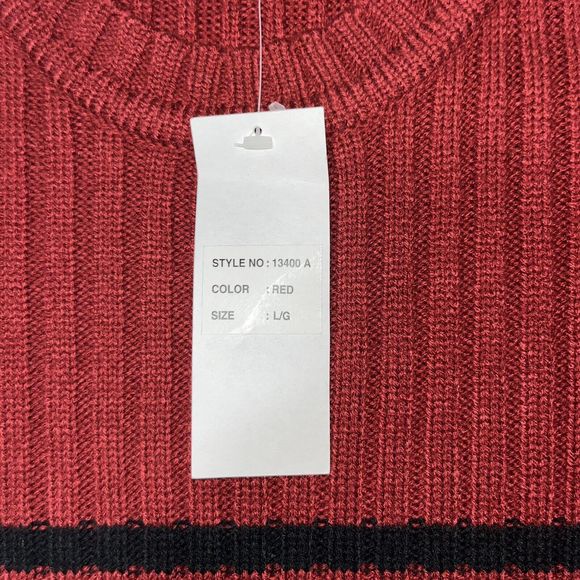 STYLE NO : 13400 A
COLOR : RED
SIZE : L/G